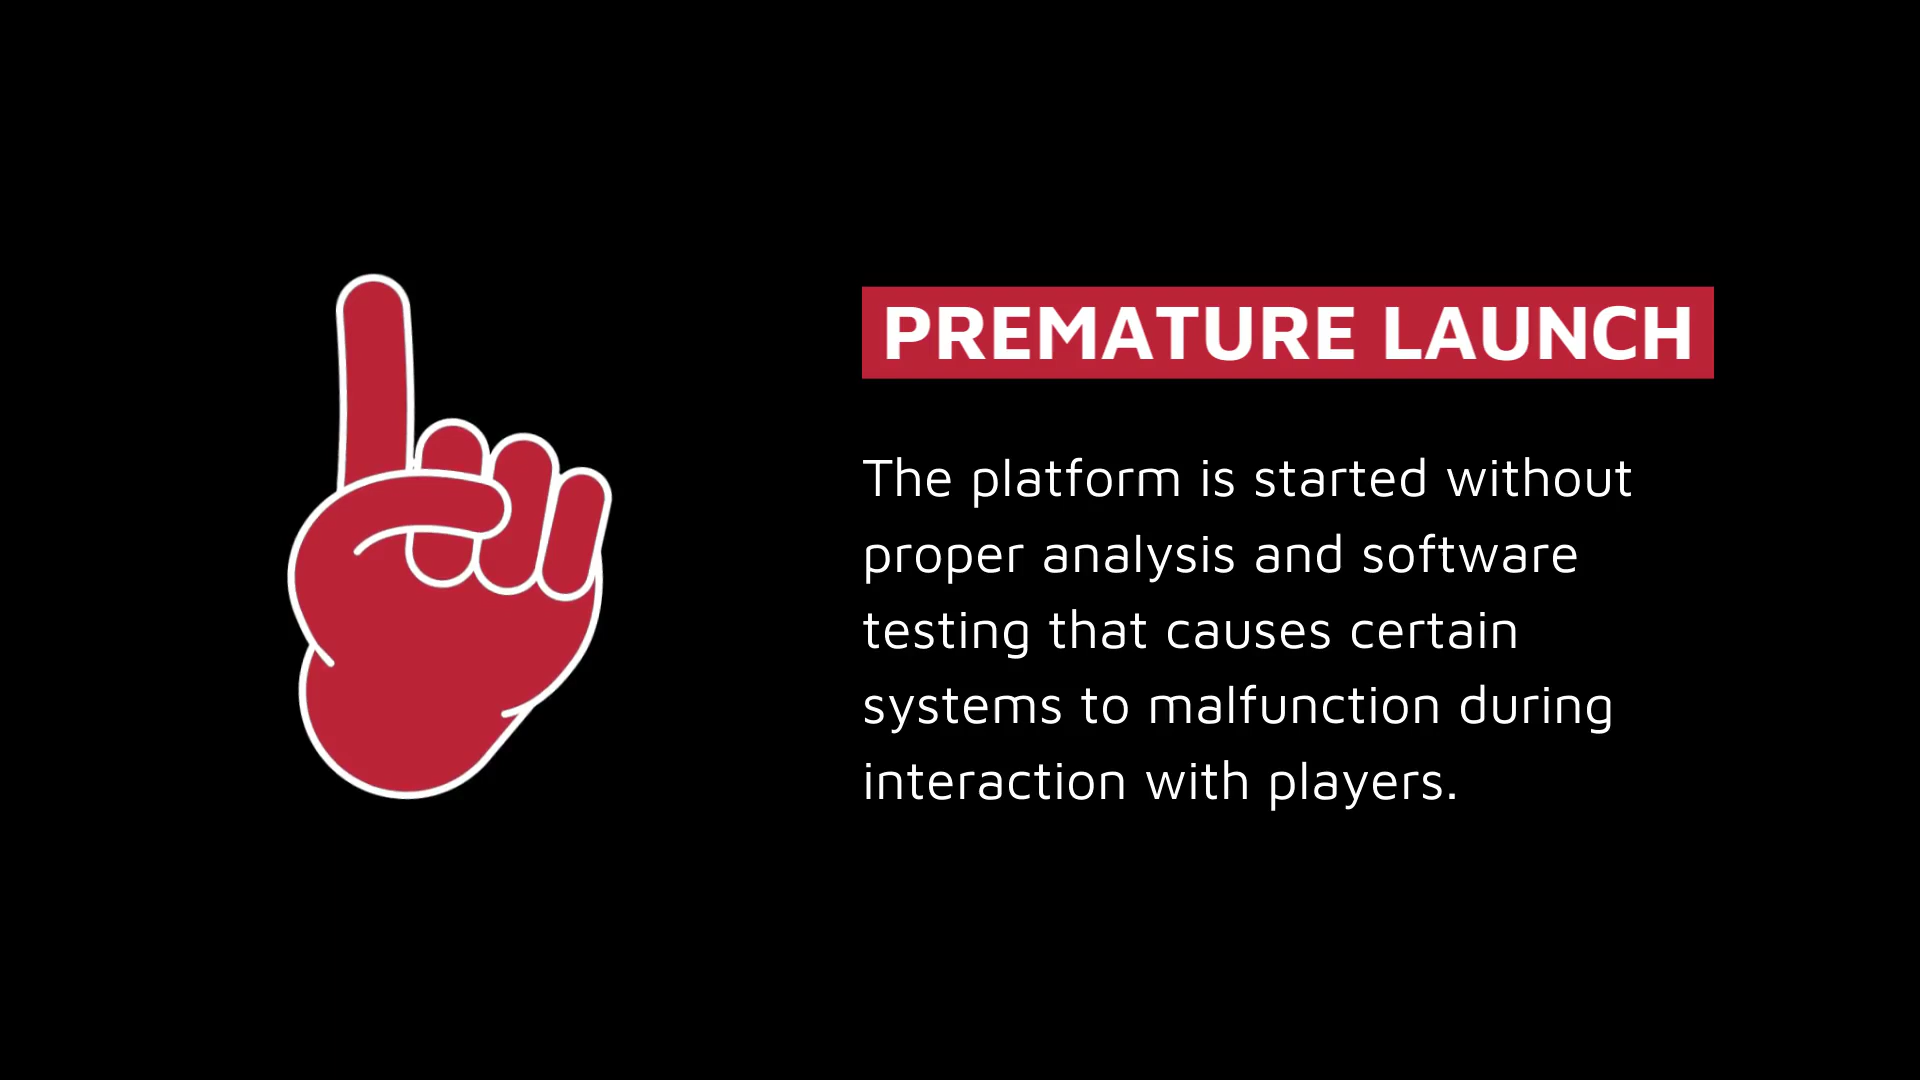 PREMATURE LAUNCH
The platform is started without
proper analysis and software
testing that causes certain
systems to malfunction during
interaction with players.